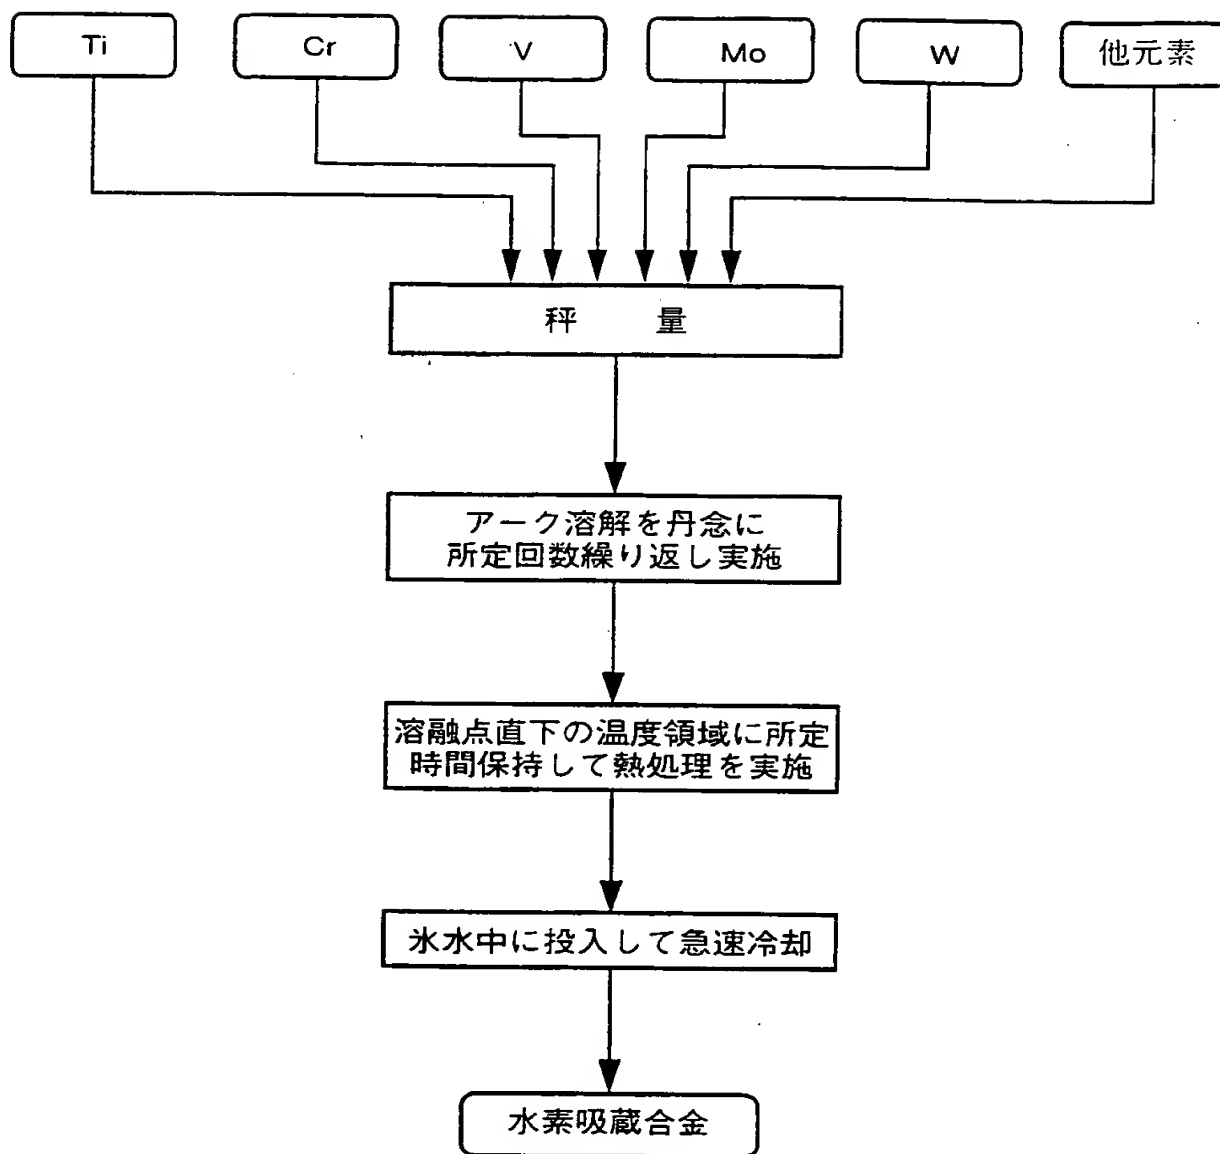 Ti
Cr
V
Mo
W
他元素
秤 量
アーク溶解を丹念に
所定回数繰り返し実施
溶融点直下の温度領域に所定
時間保持して熱処理を実施
氷水中に投入して急速冷却
水素吸蔵合金